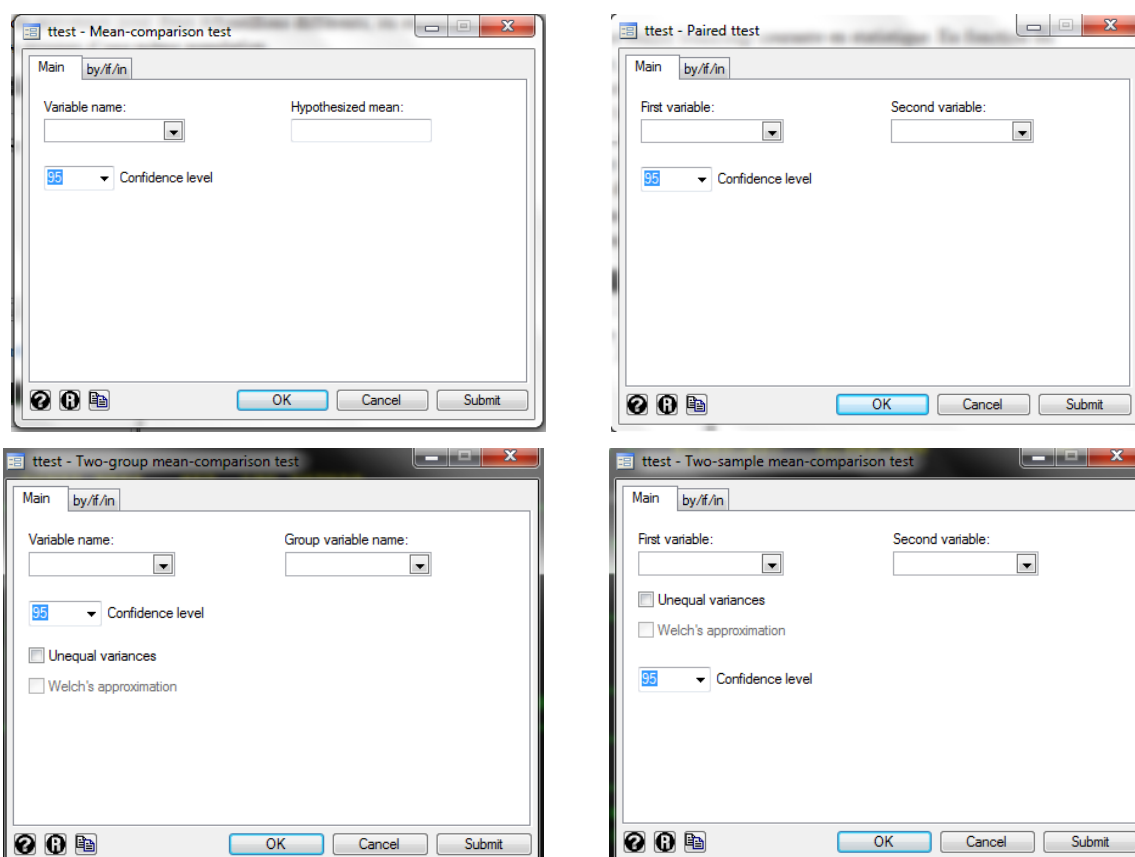 ttest - Mean-comparison test
Main by/if/in
Variable name: Hypothesized mean:
95 Confidence level
OK Cancel Submit
ttest - Paired ttest
Main by/if/in
First variable: Second variable:
95 Confidence level
OK Cancel Submit
ttest - Two-group mean-comparison test
Main by/if/in
Variable name: Group variable name:
95 Confidence level
Unequal variances
Welch's approximation
OK Cancel Submit
ttest - Two-sample mean-comparison test
Main by/if/in
First variable: Second variable:
Unequal variances
Welch's approximation
95 Confidence level
OK Cancel Submit